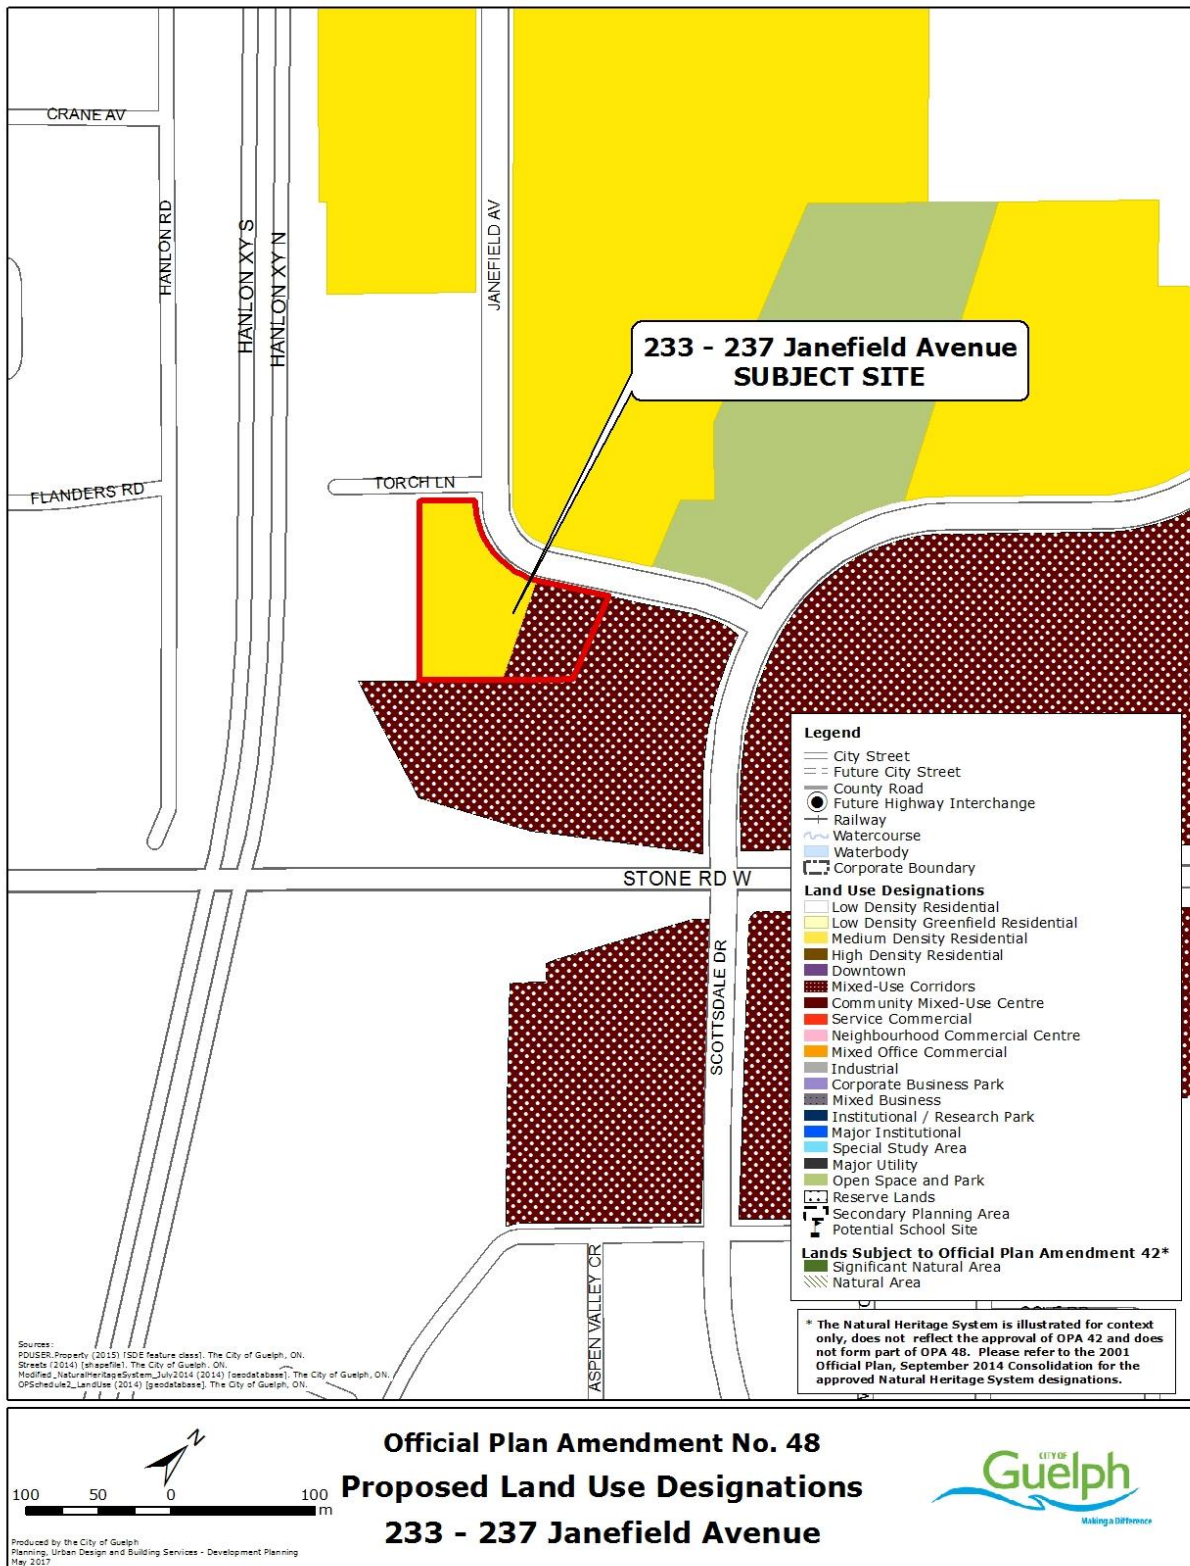 CRANE AV
HANLON RD
HANLON XY S
HANLON XY N
JANEFIELD AV
233 - 237 Janefield Avenue
SUBJECT SITE
TORCH LN
FLANDERS RD
STONE RD W
SCOTTSDALE DR
ASPEN VALLEY CR
Legend
City Street
Future City Street
County Road
Future Highway Interchange
Railway
Watercourse
Waterbody
Corporate Boundary
Land Use Designations
Low Density Residential
Low Density Greenfield Residential
Medium Density Residential
High Density Residential
Downtown
Mixed-Use Corridors
Community Mixed-Use Centre
Service Commercial
Neighbourhood Commercial Centre
Mixed Office Commercial
Industrial
Corporate Business Park
Mixed Business
Institutional / Research Park
Major Institutional
Special Study Area
Major Utility
Open Space and Park
Reserve Lands
Secondary Planning Area
Potential School Site
Lands Subject to Official Plan Amendment 42*
Significant Natural Area
Natural Area
* The Natural Heritage System is illustrated for context
only, does not reflect the approval of OPA 42 and does
not form part of OPA 48. Please refer to the 2001
Official Plan, September 2014 Consolidation for the
approved Natural Heritage System designations.
Sources:
PDUSER.Property (2015) [SDE feature class]. The City of Guelph, ON.
Streets (2014) [shapefile]. The City of Guelph, ON.
Modified_NaturalHeritageSystem_July2014 (2014) [geodatabase]. The City of Guelph, ON.
OPSchedule2_LandUse (2014) [geodatabase]. The City of Guelph, ON.
N
100 50 0 100
m
Produced by the City of Guelph
Planning, Urban Design and Building Services - Development Planning
May 2017
Official Plan Amendment No. 48
Proposed Land Use Designations
233 - 237 Janefield Avenue
CITY OF
Guelph
Making a Difference